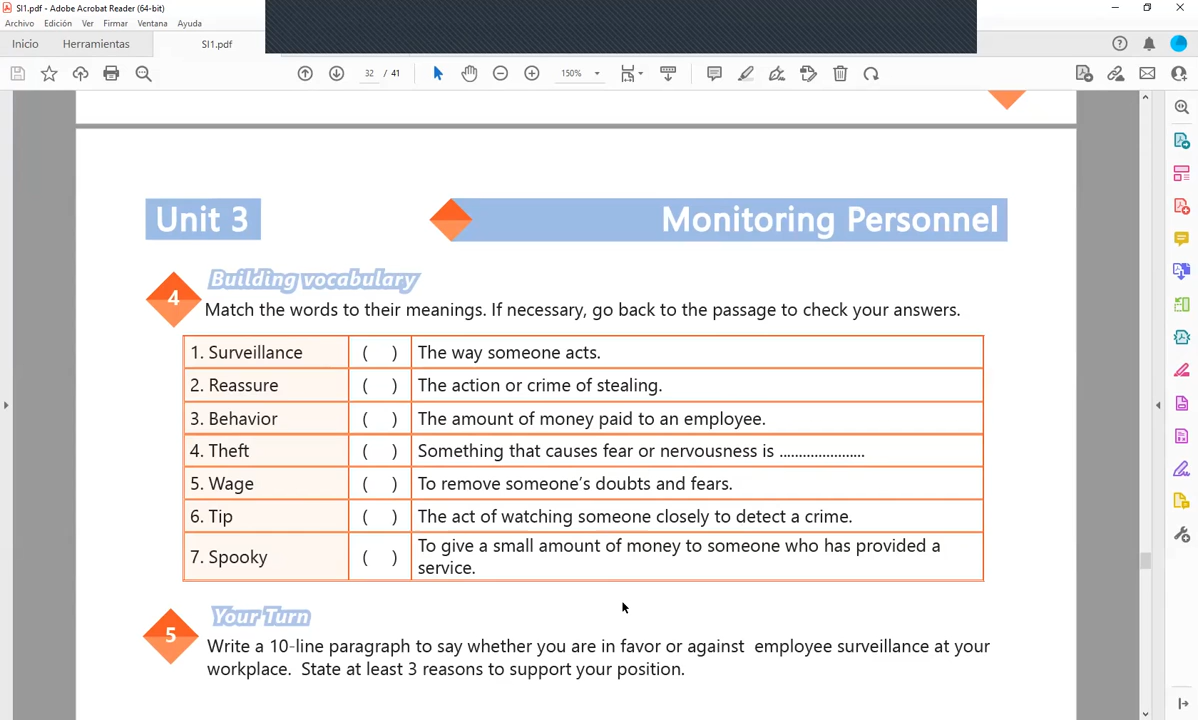 SI1.pdf - Adobe Acrobat Reader (64-bit)
Archivo Edición Ver Firmar Ventana Ayuda
Inicio Herramientas SI1.pdf
32 / 41 150%
Unit 3 Monitoring Personnel
Building vocabulary
4
Match the words to their meanings. If necessary, go back to the passage to check your answers.
1. Surveillance ( ) The way someone acts.
2. Reassure ( ) The action or crime of stealing.
3. Behavior ( ) The amount of money paid to an employee.
4. Theft ( ) Something that causes fear or nervousness is ......................
5. Wage ( ) To remove someone's doubts and fears.
6. Tip ( ) The act of watching someone closely to detect a crime.
7. Spooky ( ) To give a small amount of money to someone who has provided a
service.
Your Turn
5
Write a 10-line paragraph to say whether you are in favor or against employee surveillance at your
workplace. State at least 3 reasons to support your position.